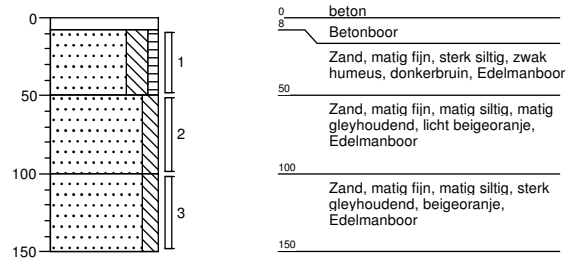 0
50
100
150
1
2
3
0 beton
8 Betonboor
Zand, matig fijn, sterk siltig, zwak
humeus, donkerbruin, Edelmanboor
50
Zand, matig fijn, matig siltig, matig
gleyhoudend, licht beigeoranje,
Edelmanboor
100
Zand, matig fijn, matig siltig, sterk
gleyhoudend, beigeoranje,
Edelmanboor
150